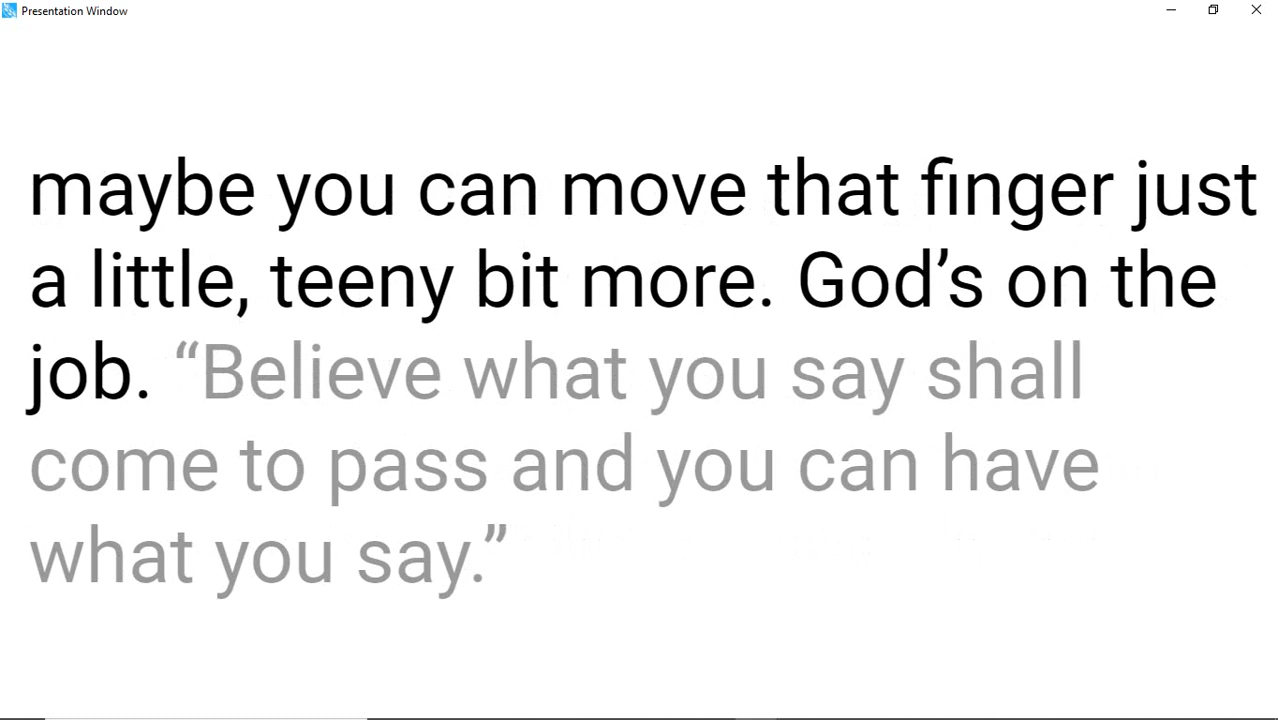 Presentation Window
maybe you can move that finger just
a little, teeny bit more. God’s on the
job. “Believe what you say shall
come to pass and you can have
what you say.”